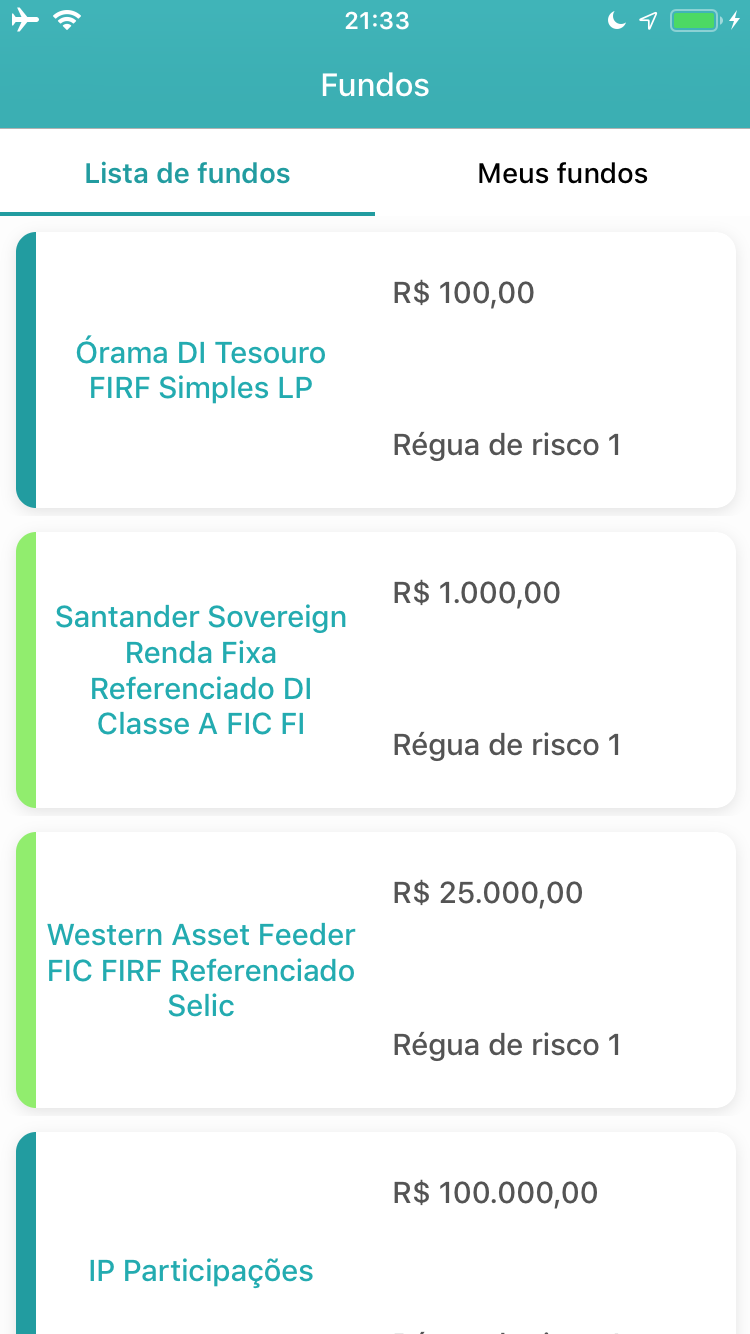 21:33
Fundos
Lista de fundos
Meus fundos
R$ 100,00
Órama DI Tesouro
FIRF Simples LP
Régua de risco 1
R$ 1.000,00
Santander Sovereign
Renda Fixa
Referenciado DI
Classe A FIC FI
Régua de risco 1
R$ 25.000,00
Western Asset Feeder
FIC FIRF Referenciado
Selic
Régua de risco 1
R$ 100.000,00
IP Participações